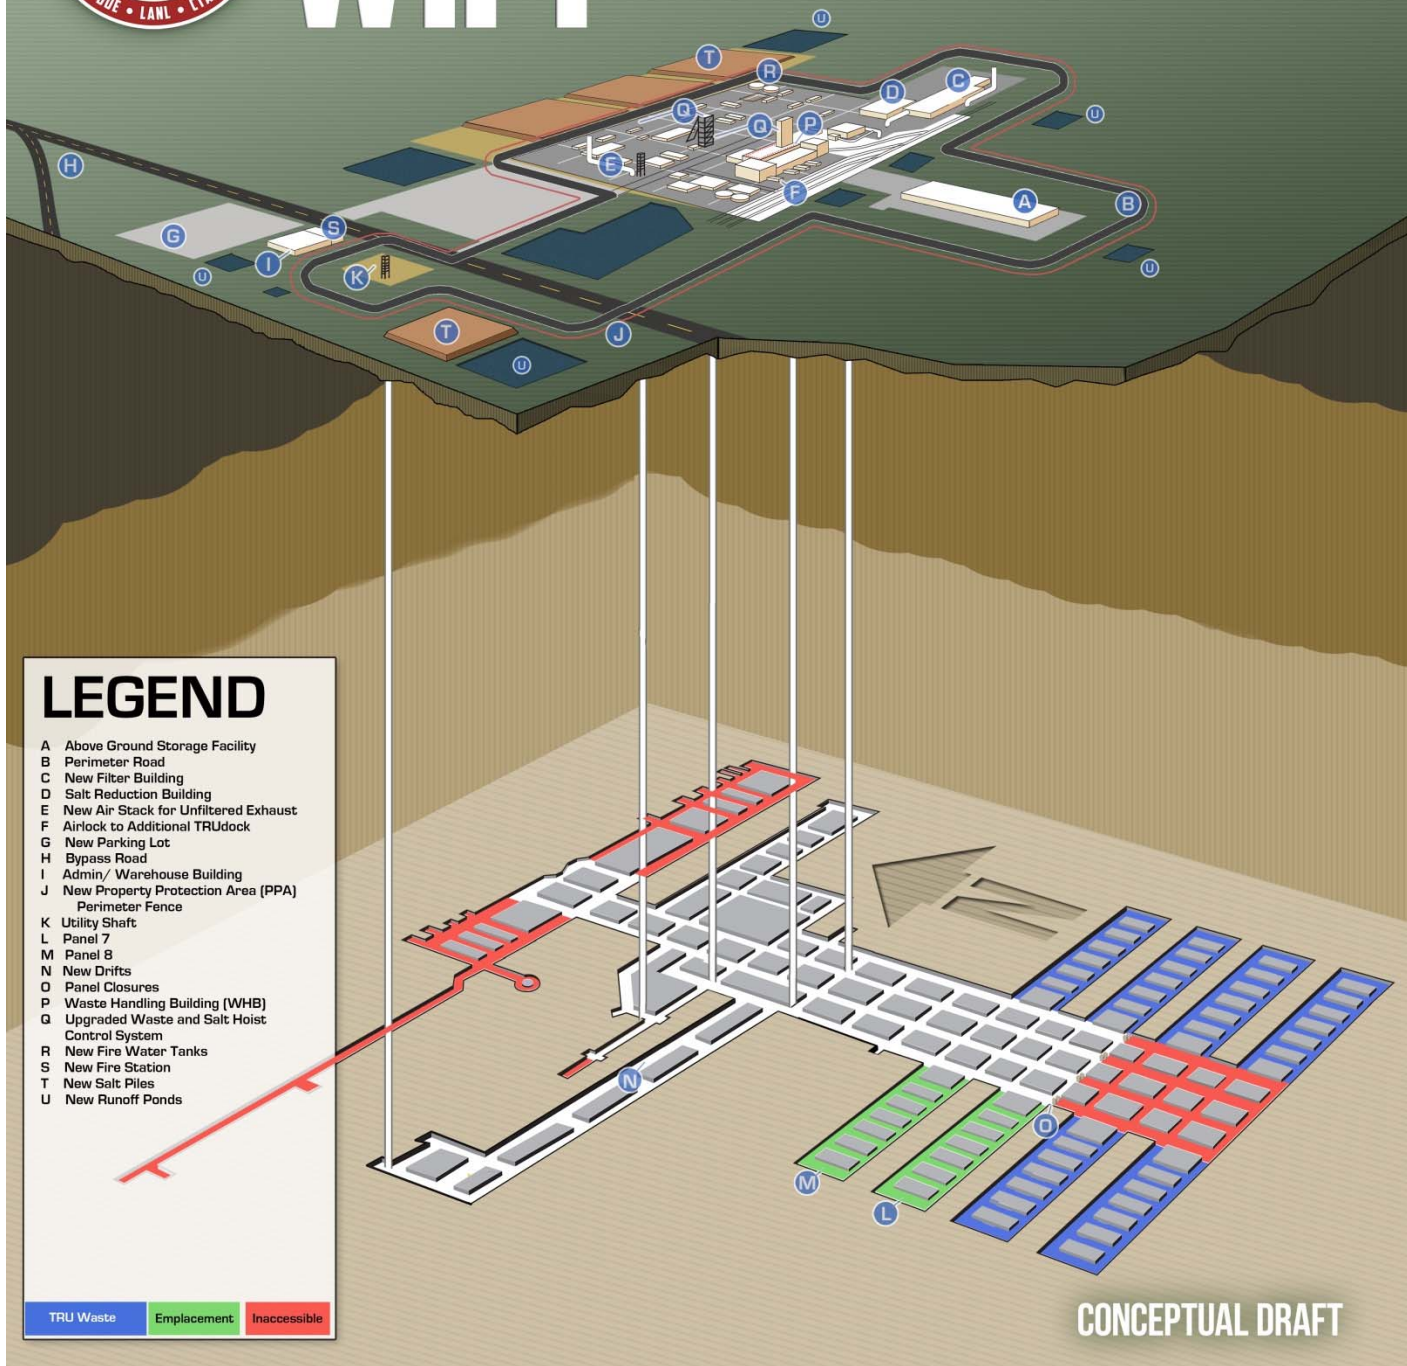 • LANL •
WIPP
U
T
R
C
Q
D
U
Q
P
E
H
F
A
B
G
S
I
K
U
U
T
J
U
LEGEND
A Above Ground Storage Facility
B Perimeter Road
C New Filter Building
D Salt Reduction Building
E New Air Stack for Unfiltered Exhaust
F Airlock to Additional TRUdock
G New Parking Lot
H Bypass Road
I Admin/ Warehouse Building
J New Property Protection Area (PPA)
Perimeter Fence
K Utility Shaft
L Panel 7
M Panel 8
N New Drifts
O Panel Closures
P Waste Handling Building (WHB)
Q Upgraded Waste and Salt Hoist
Control System
R New Fire Water Tanks
S New Fire Station
T New Salt Piles
U New Runoff Ponds
TRU Waste Emplacement Inaccessible
N
N
O
M
L
CONCEPTUAL DRAFT